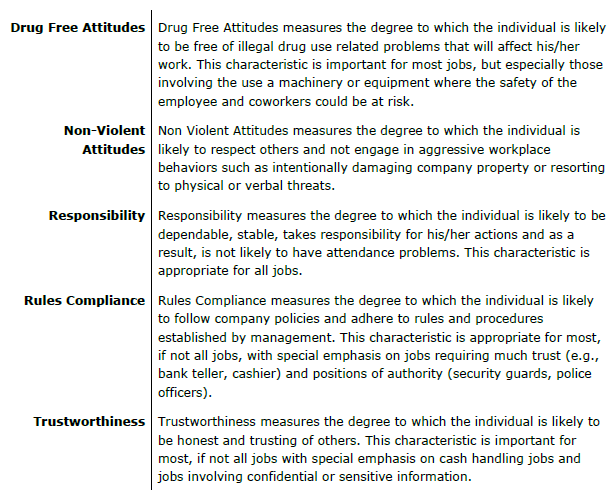 Drug Free Attitudes
Drug Free Attitudes measures the degree to which the individual is likely
to be free of illegal drug use related problems that will affect his/her
work. This characteristic is important for most jobs, but especially those
involving the use a machinery or equipment where the safety of the
employee and coworkers could be at risk.
Non-Violent
Attitudes
Non Violent Attitudes measures the degree to which the individual is
likely to respect others and not engage in aggressive workplace
behaviors such as intentionally damaging company property or resorting
to physical or verbal threats.
Responsibility
Responsibility measures the degree to which the individual is likely to be
dependable, stable, takes responsibility for his/her actions and as a
result, is not likely to have attendance problems. This characteristic is
appropriate for all jobs.
Rules Compliance
Rules Compliance measures the degree to which the individual is likely
to follow company policies and adhere to rules and procedures
established by management. This characteristic is appropriate for most,
if not all jobs, with special emphasis on jobs requiring much trust (e.g.,
bank teller, cashier) and positions of authority (security guards, police
officers).
Trustworthiness
Trustworthiness measures the degree to which the individual is likely to
be honest and trusting of others. This characteristic is important for
most, if not all jobs with special emphasis on cash handling jobs and
jobs involving confidential or sensitive information.